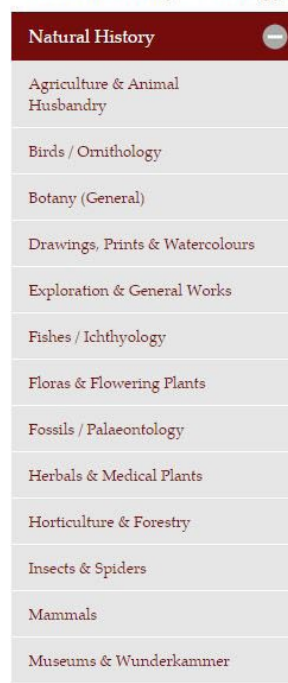 Natural History
Agriculture & Animal
Husbandry
Birds / Ornithology
Botany (General)
Drawings, Prints & Watercolours
Exploration & General Works
Fishes / Ichthyology
Floras & Flowering Plants
Fossils / Palaeontology
Herbals & Medical Plants
Horticulture & Forestry
Insects & Spiders
Mammals
Museums & Wunderkammer